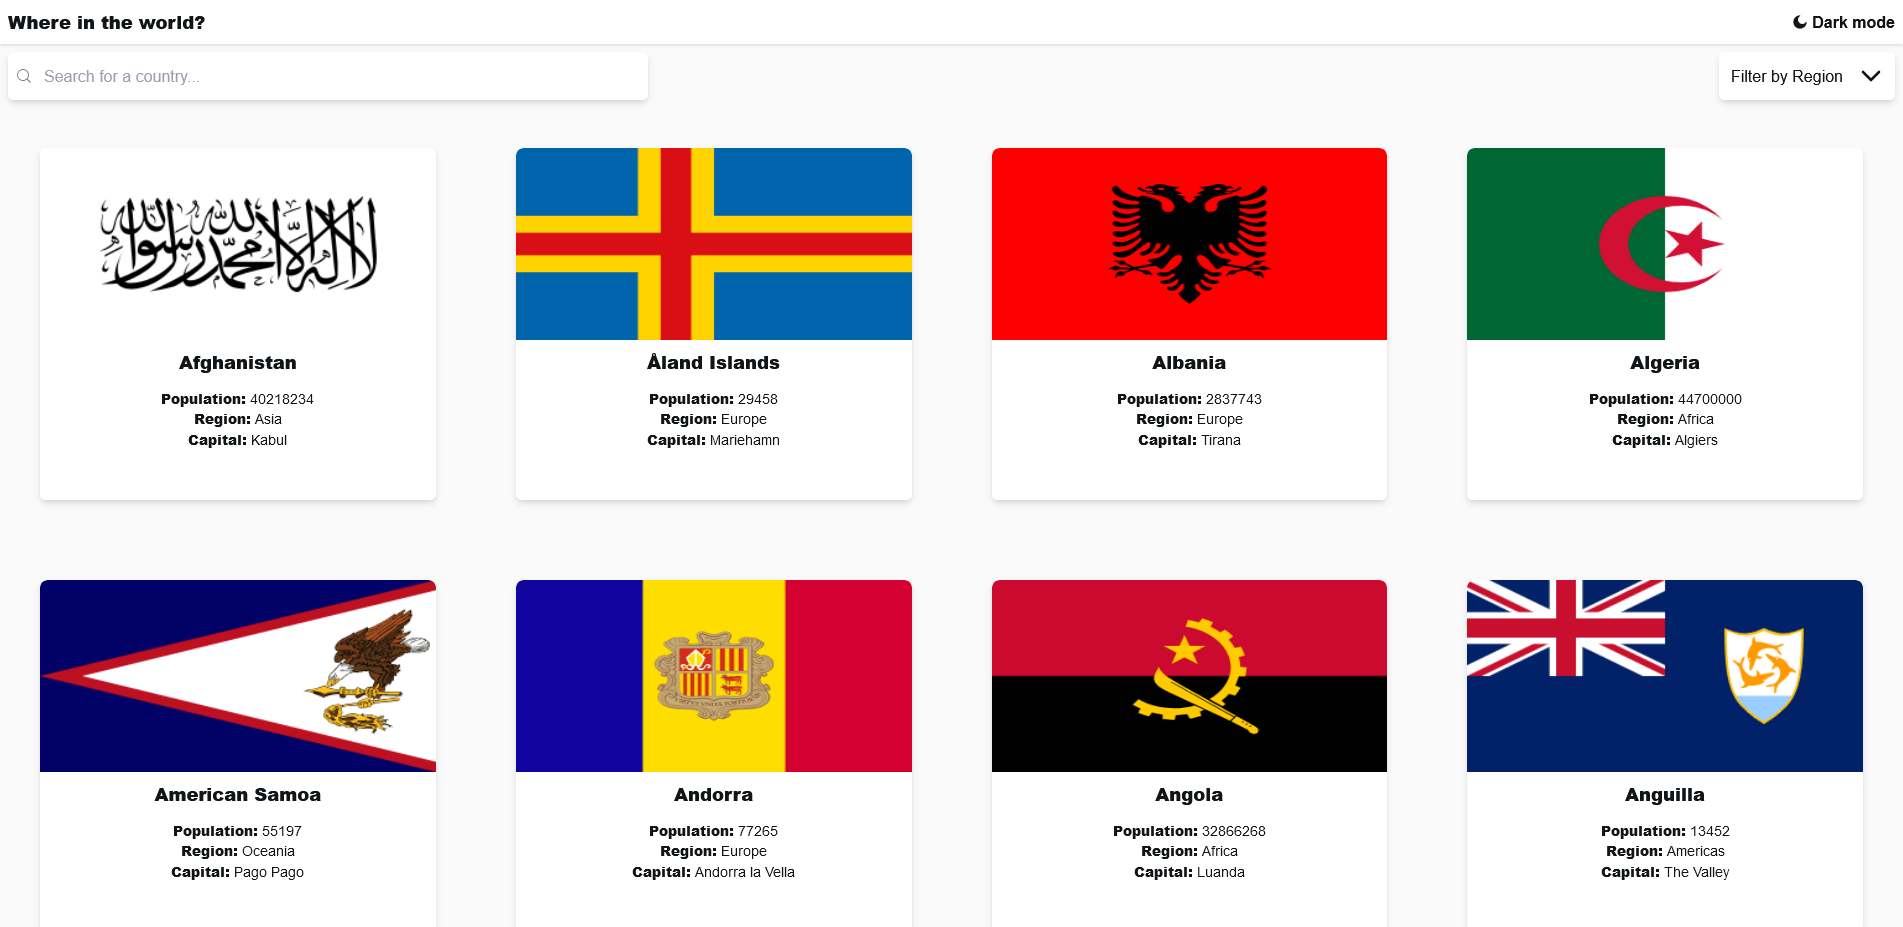 Where in the world?
Dark mode
Search for a country...
Filter by Region
لا إله إلا الله محمد رسول الله
Afghanistan
Population: 40218234
Region: Asia
Capital: Kabul
Åland Islands
Population: 29458
Region: Europe
Capital: Mariehamn
Albania
Population: 2837743
Region: Europe
Capital: Tirana
Algeria
Population: 44700000
Region: Africa
Capital: Algiers
American Samoa
Population: 55197
Region: Oceania
Capital: Pago Pago
VIRTVS VNITA FORTIOR
Andorra
Population: 77265
Region: Europe
Capital: Andorra la Vella
Angola
Population: 32866268
Region: Africa
Capital: Luanda
Anguilla
Population: 13452
Region: Americas
Capital: The Valley